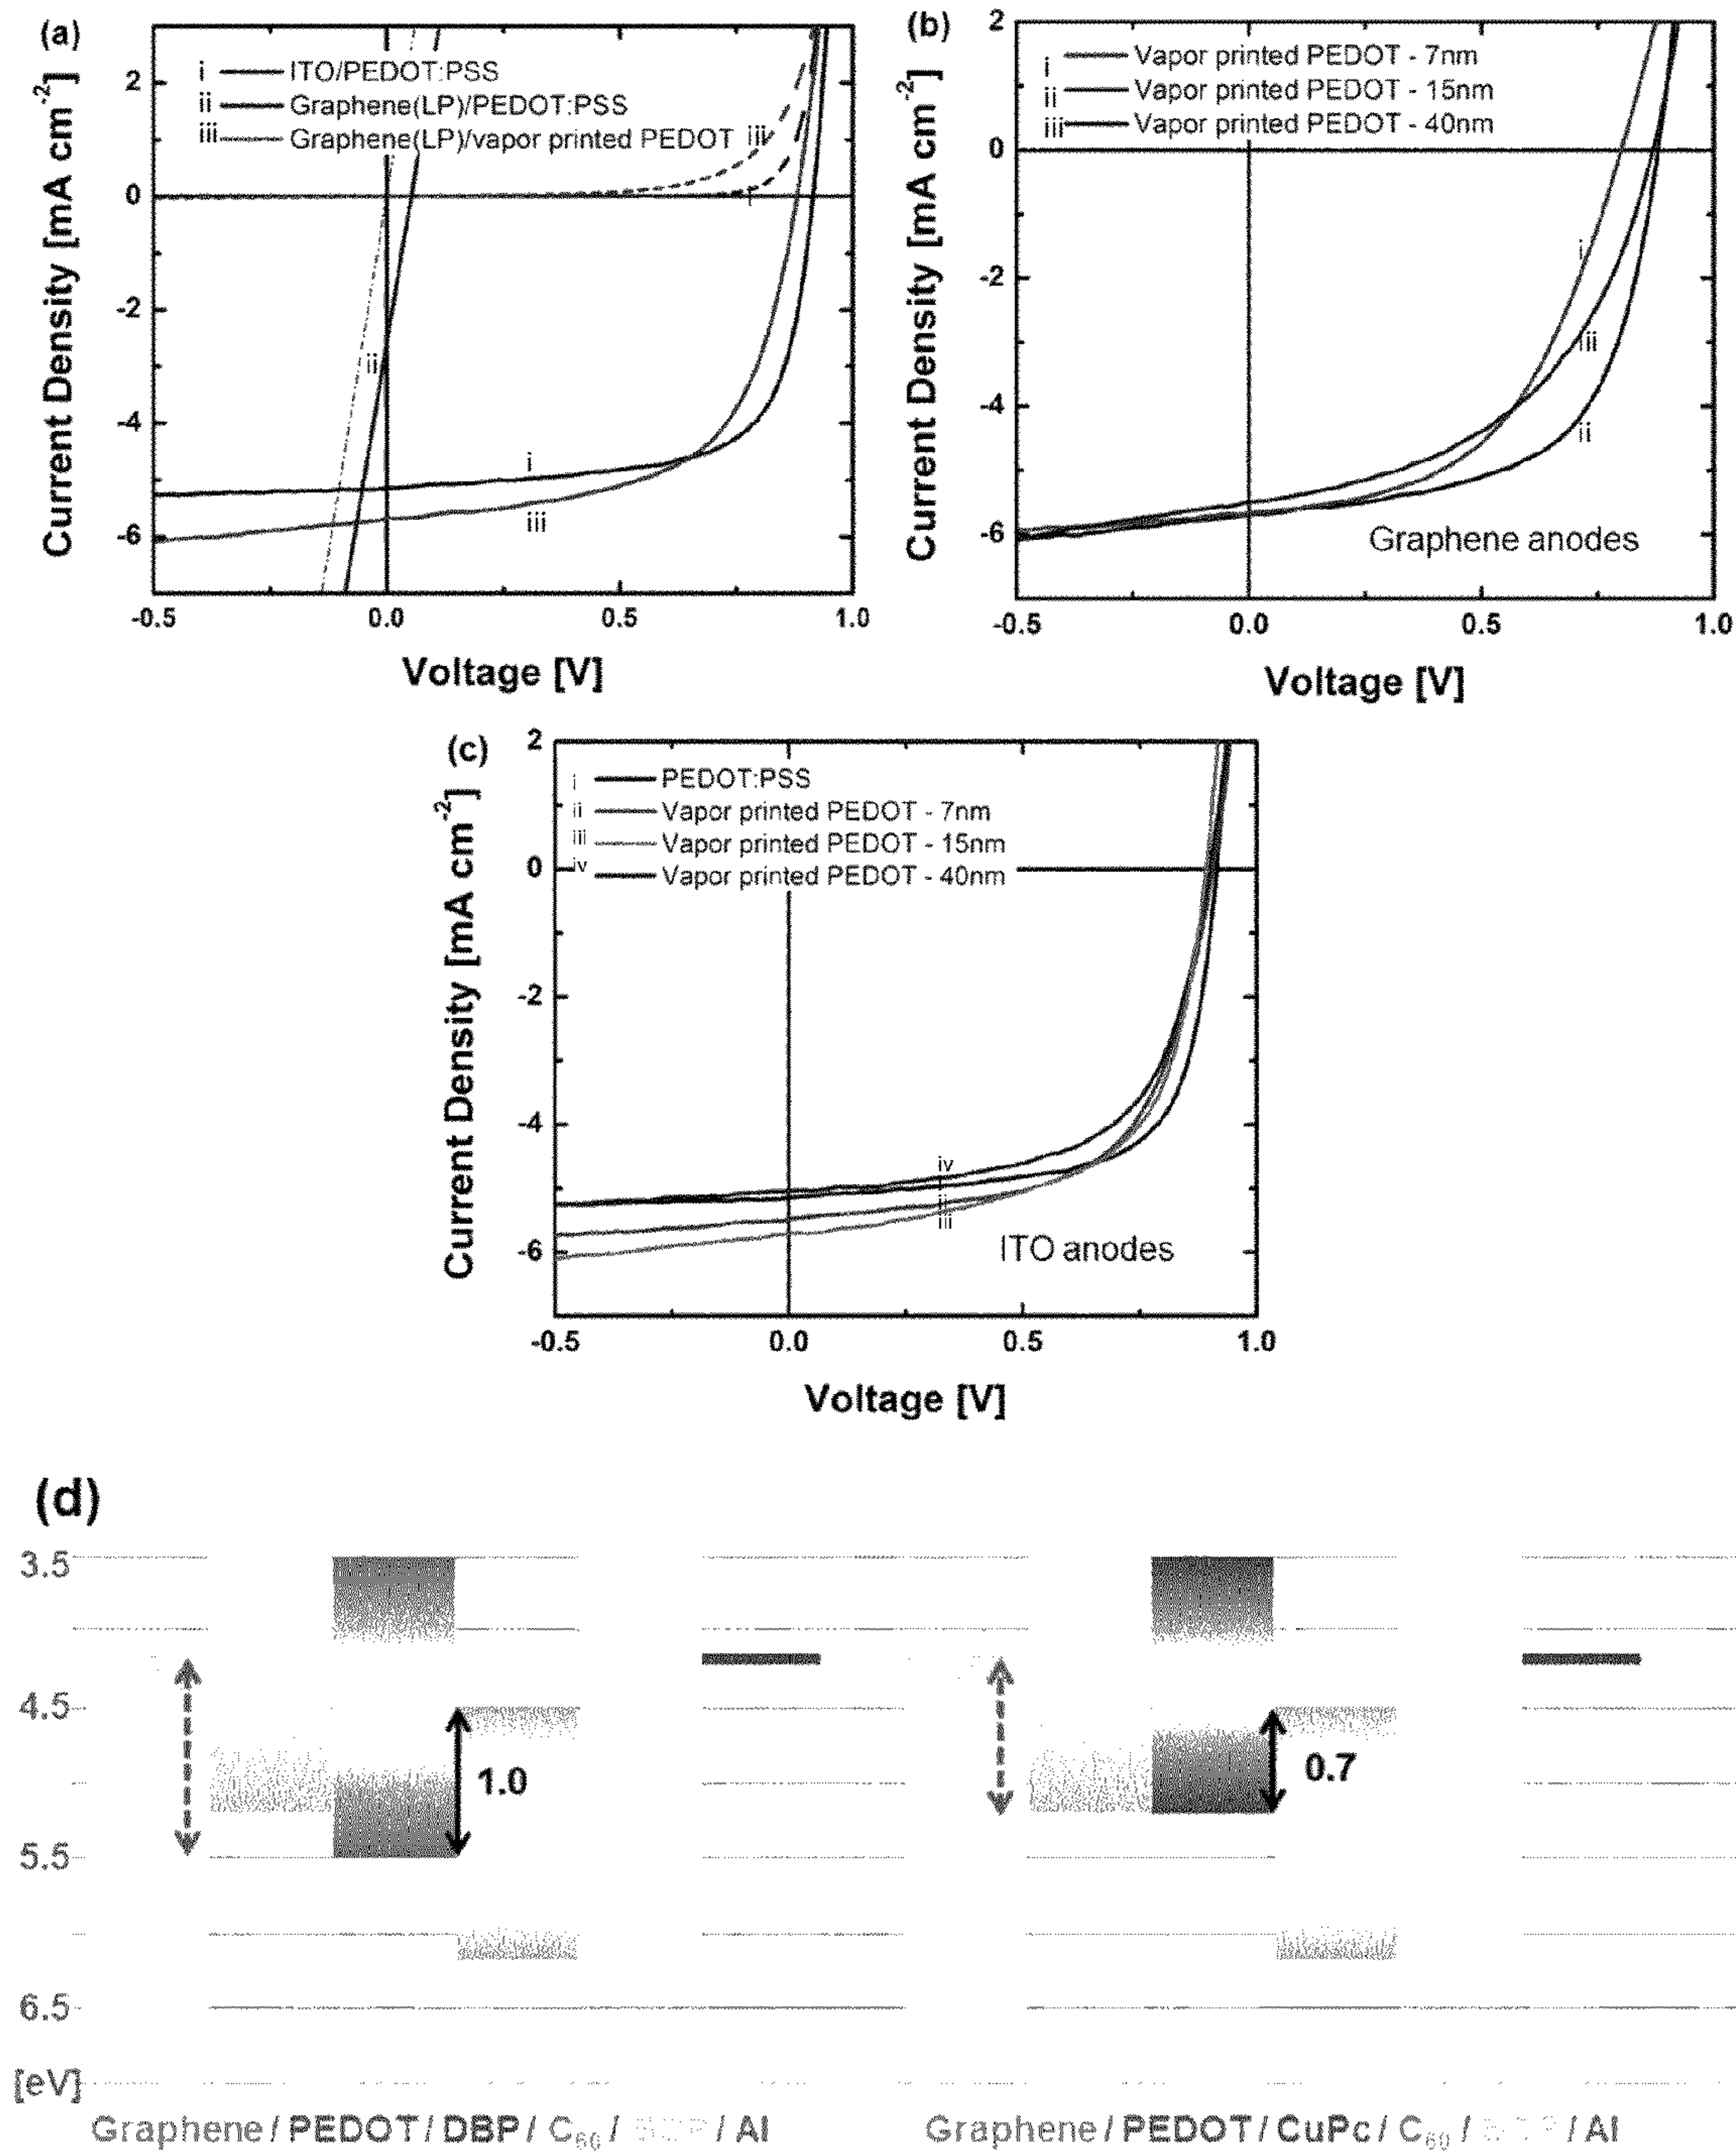 (a)
i ITO/PEDOT:PSS
ii Graphene(LP)/PEDOT:PSS
iii Graphene(LP)/vapor printed PEDOT
iii
i
ii
i
iii
2
0
-2
-4
-6
-0.5 0.0 0.5 1.0
Current Density [mA cm-2]
Voltage [V]
(b)
i Vapor printed PEDOT - 7nm
ii Vapor printed PEDOT - 15nm
iii Vapor printed PEDOT - 40nm
i
iii
ii
Graphene anodes
2
0
-2
-4
-6
-0.5 0.0 0.5 1.0
Current Density [mA cm-2]
Voltage [V]
(c)
i PEDOT:PSS
ii Vapor printed PEDOT - 7nm
iii Vapor printed PEDOT - 15nm
iv Vapor printed PEDOT - 40nm
iv
i
ii
iii
ITO anodes
2
0
-2
-4
-6
-0.5 0.0 0.5 1.0
Current Density [mA cm-2]
Voltage [V]
(d)
3.5
4.5
5.5
6.5
[eV]
1.0
0.7
Graphene / PEDOT / DBP / C60 / / Al
Graphene / PEDOT / CuPc / C60 / / Al